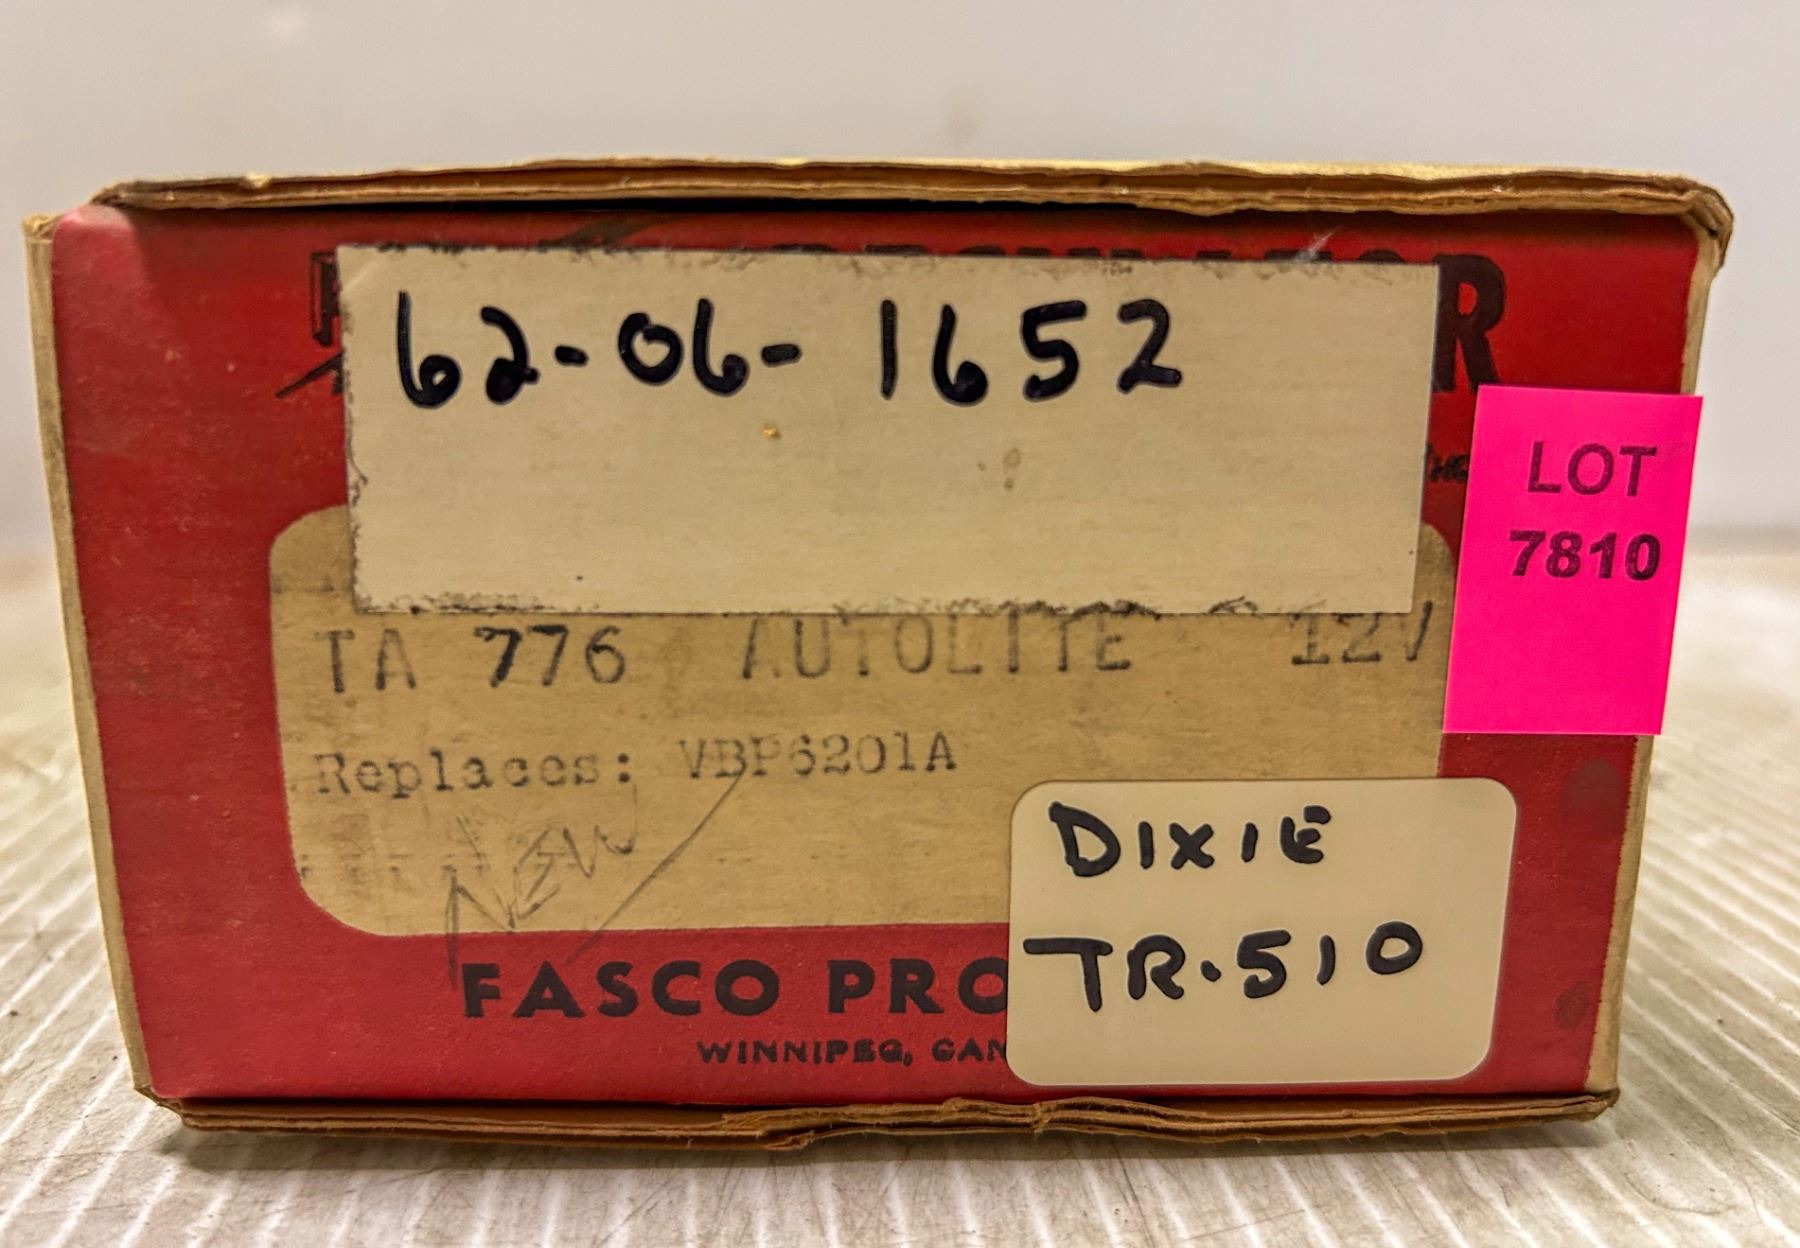 62-06-1652
LOT
7810
TA 776 AUTOLITE 12V
Replaces: VBP6201A
New
DIXIE
TR-510
FASCO PRO
WINNIPEG, CAN